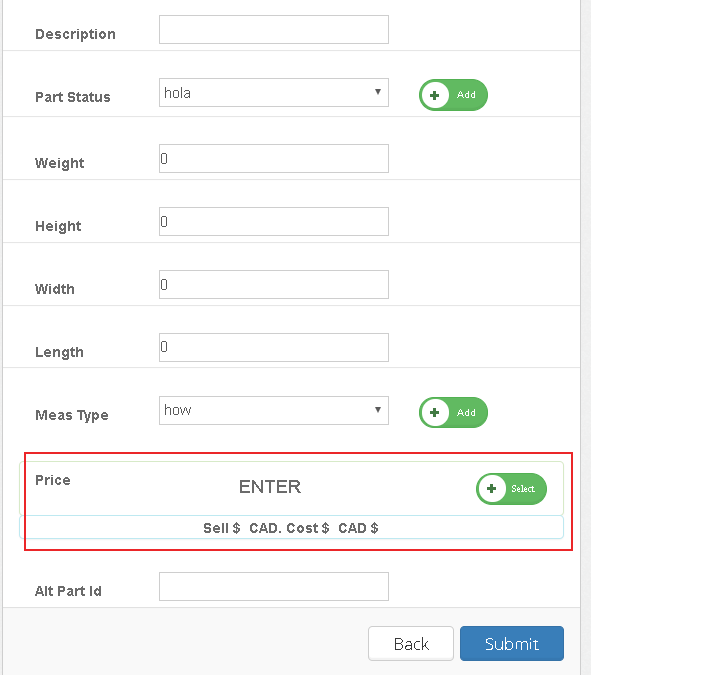 Description
Part Status hola Add
Weight 0
Height 0
Width 0
Length 0
Meas Type how Add
Price ENTER Select
Sell $ CAD. Cost $ CAD $
Alt Part Id
Back Submit